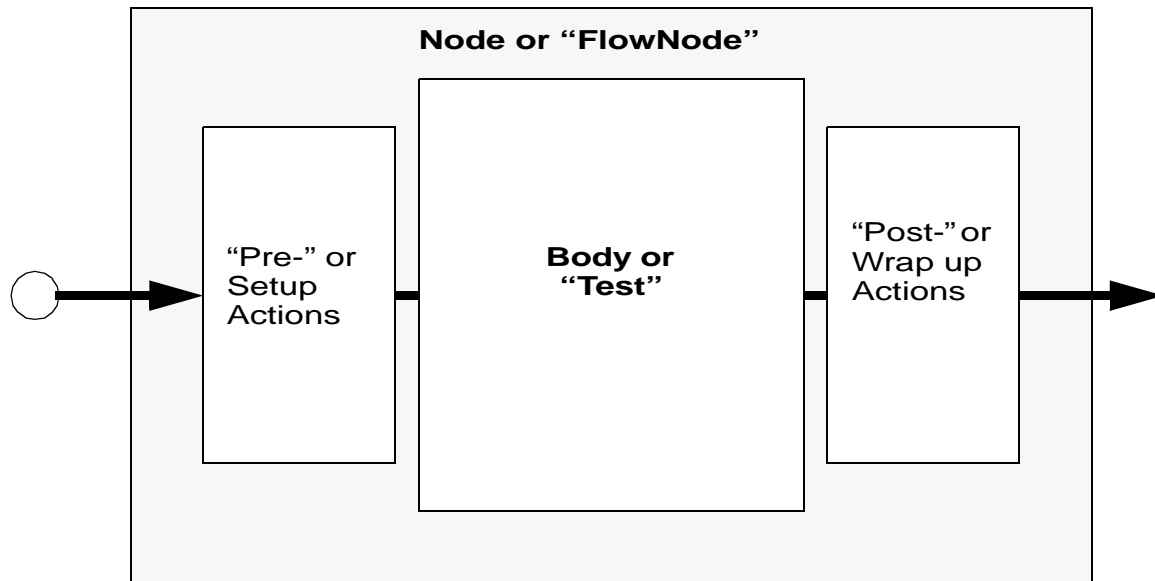 Node or “FlowNode”
“Pre-” or
Setup
Actions
Body or
“Test”
“Post-” or
Wrap up
Actions